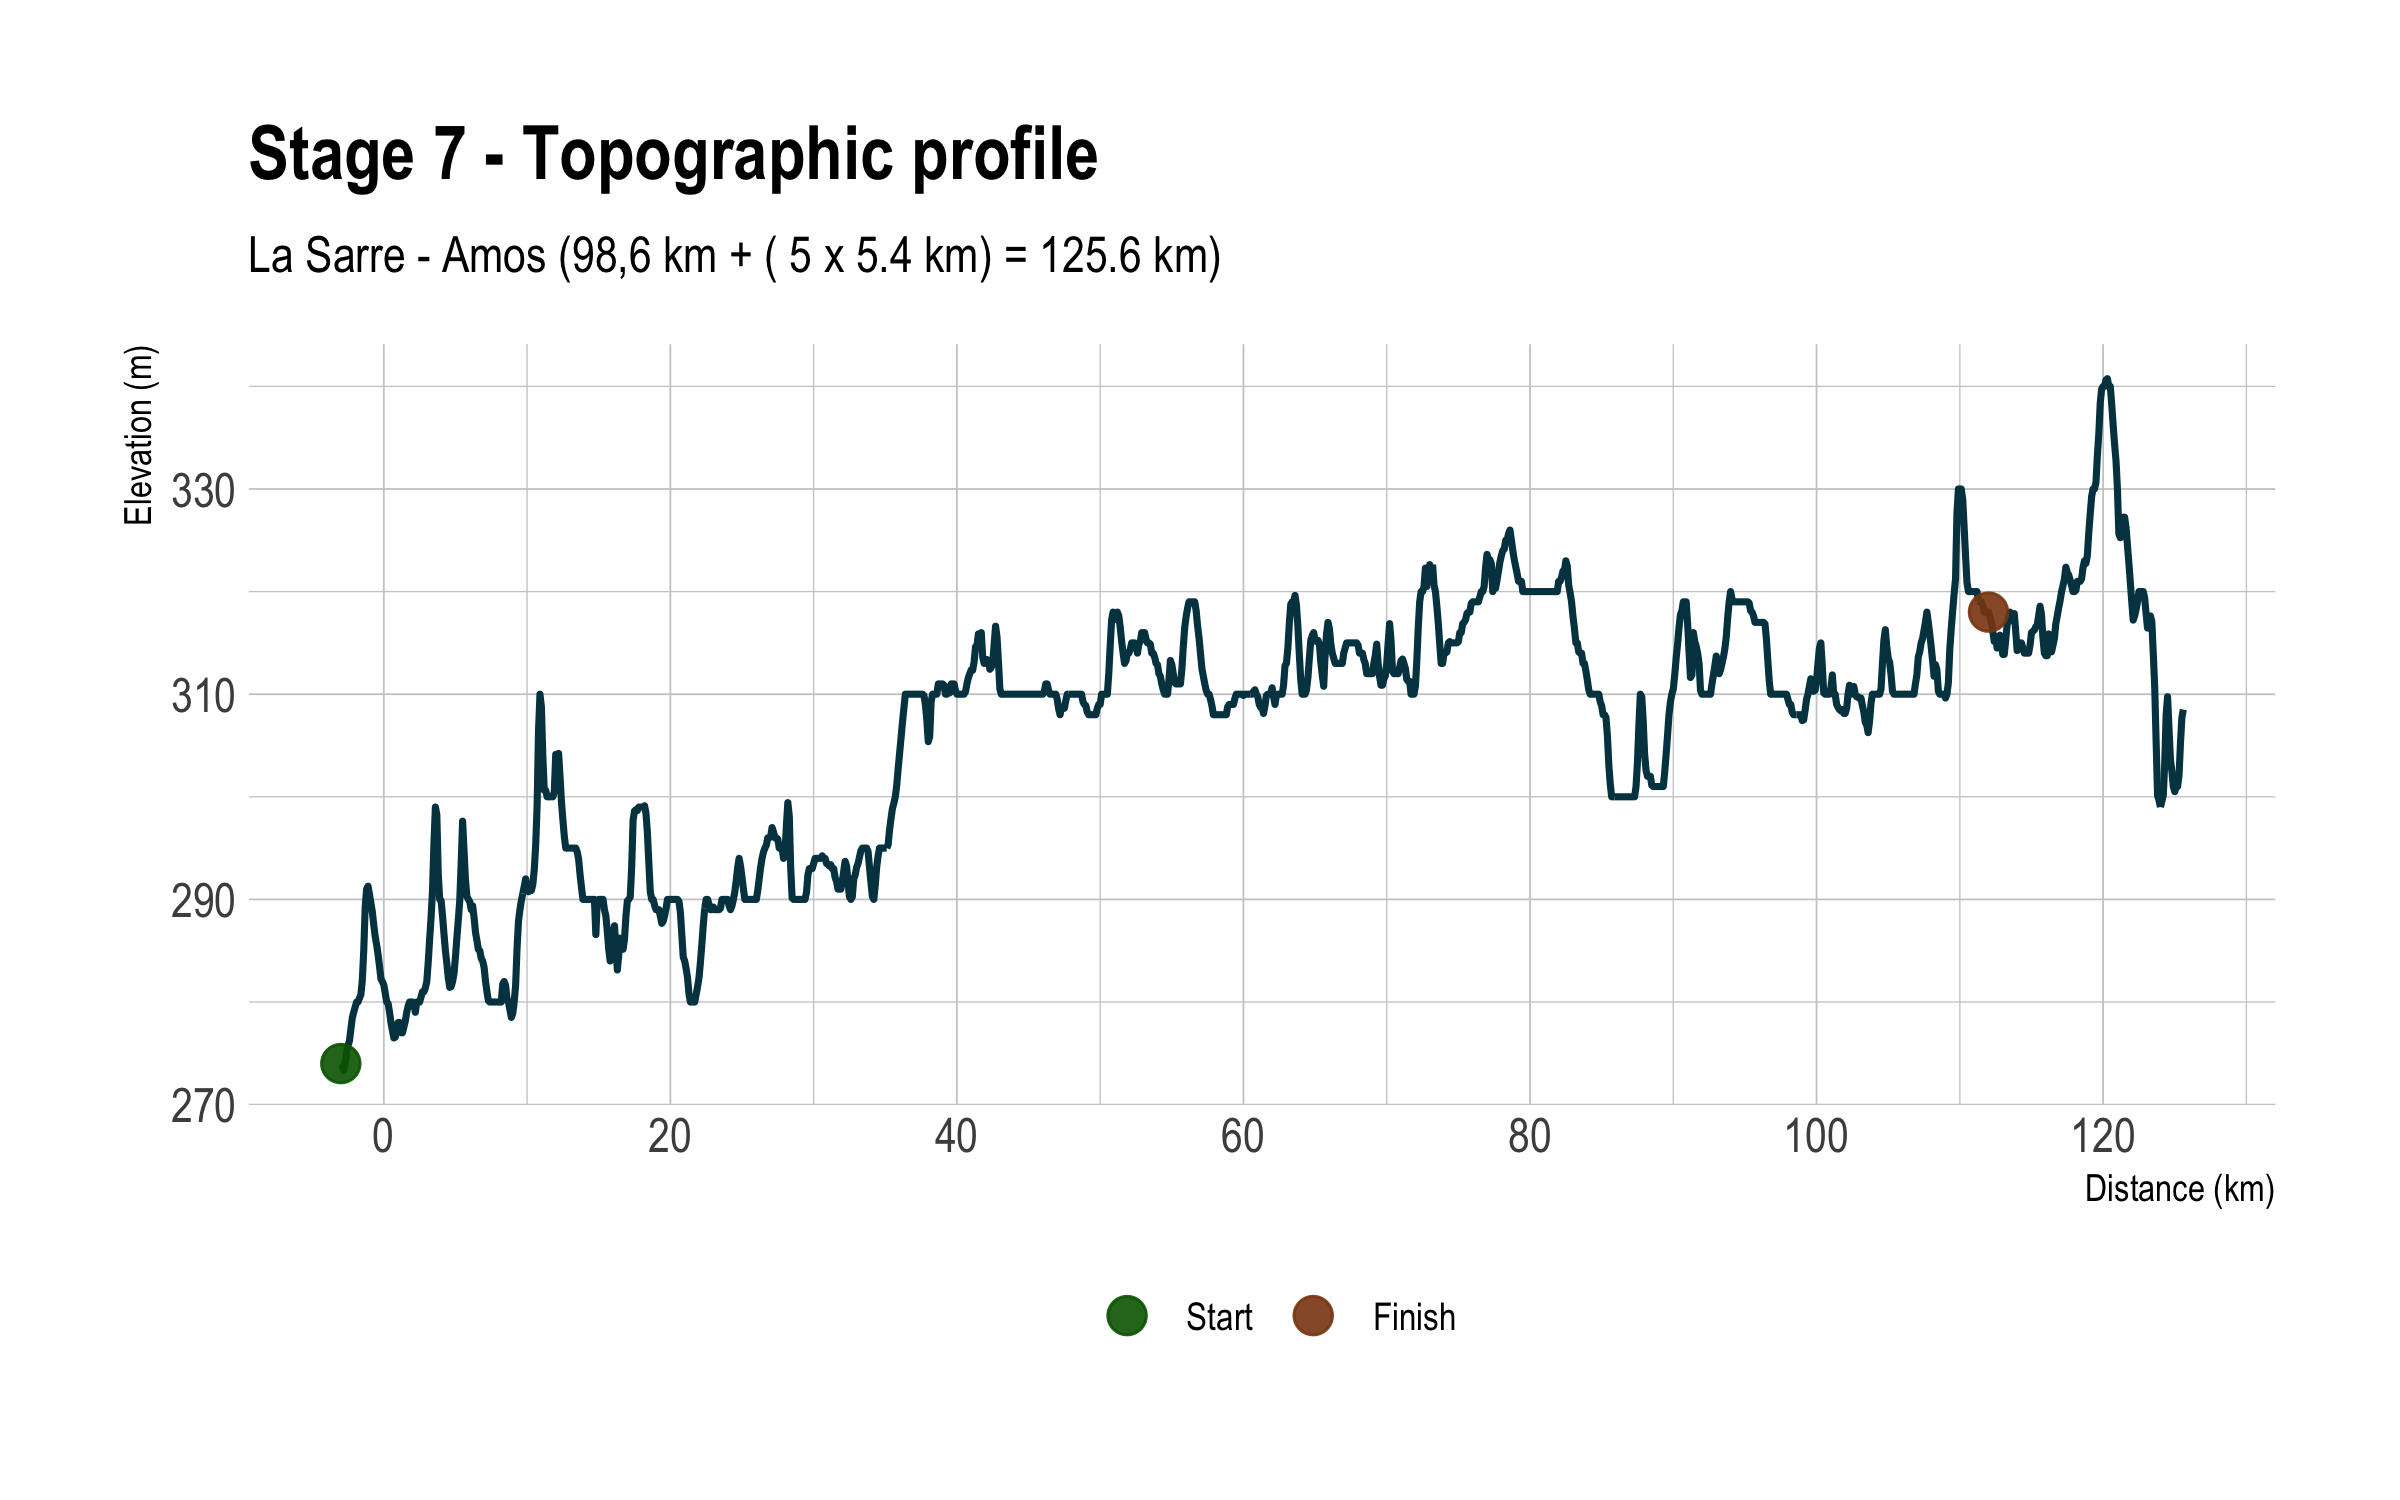 Stage 7 - Topographic profile
La Sarre - Amos (98,6 km + ( 5 x 5.4 km) = 125.6 km)
Elevation (m)
330
310
290
270
0 20 40 60 80 100 120
Distance (km)
Start Finish